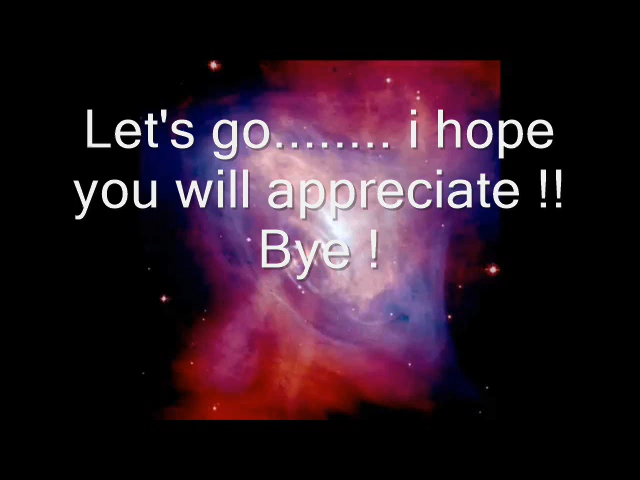 Let's go........ i hope
you will appreciate !!
Bye !